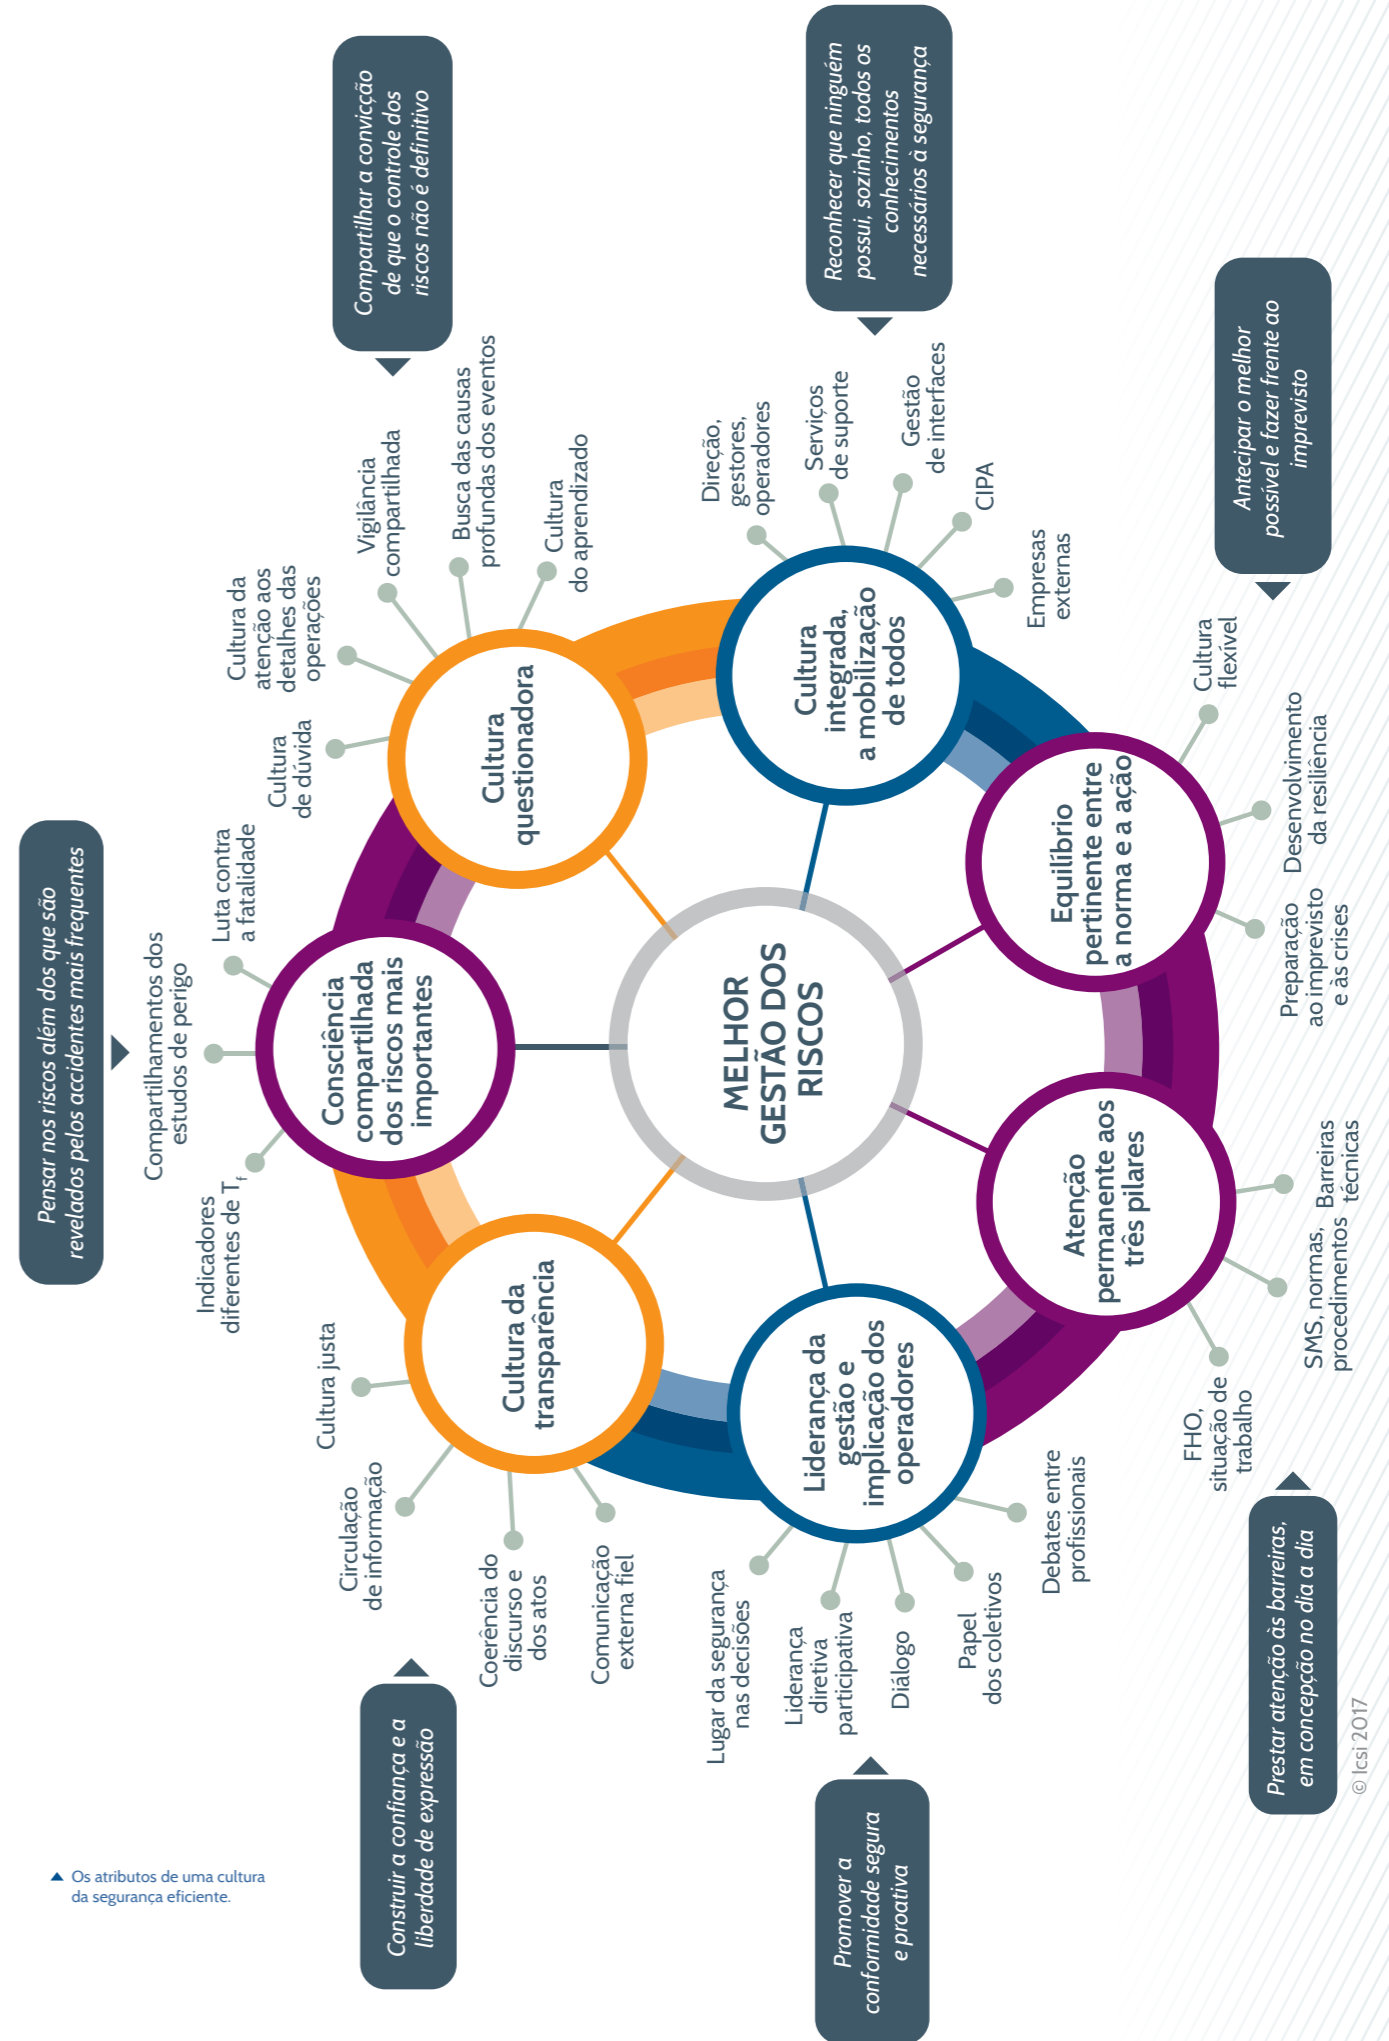 Pensar nos riscos além dos que são
revelados pelos accidentes mais frequentes
Compartilhamentos dos
estudos de perigo
Luta contra
a fatalidade
Indicadores
diferentes de Tf
Consciência
compartilhada
dos riscos mais
importantes
Compartilhar a convicção
de que o controle dos
riscos não é definitivo
Cultura
de dúvida
Cultura da
atenção aos
detalhes das
operações
Vigilância
compartilhada
Busca das causas
profundas dos eventos
Cultura
do aprendizado
Cultura
questionadora
Reconhecer que ninguém
possui, sozinho, todos os
conhecimentos
necessários à segurança
Direção,
gestores,
operadores
Serviços
de suporte
Gestão
de interfaces
CIPA
Empresas
externas
Cultura
integrada,
a mobilização
de todos
Antecipar o melhor
possível e fazer frente ao
imprevisto
Cultura
flexível
Desenvolvimento
da resiliência
Preparação
ao imprevisto
e às crises
Equilíbrio
pertinente entre
a norma e a ação
MELHOR
GESTÃO DOS
RISCOS
Atenção
permanente aos
três pilares
Barreiras
técnicas
SMS, normas,
procedimentos
FHO,
situação de
trabalho
Prestar atenção às barreiras,
em concepção no dia a dia
Liderança da
gestão e
implicação dos
operadores
Debates entre
profissionais
Papel
dos coletivos
Diálogo
Liderança
diretiva
participativa
Lugar da segurança
nas decisões
Promover a
conformidade segura
e proativa
Cultura da
transparência
Comunicação
externa fiel
Coerência do
discurso e
dos atos
Circulação
de informação
Cultura justa
Construir a confiança e a
liberdade de expressão
Os atributos de uma cultura
da segurança eficiente.
© Icsi 2017